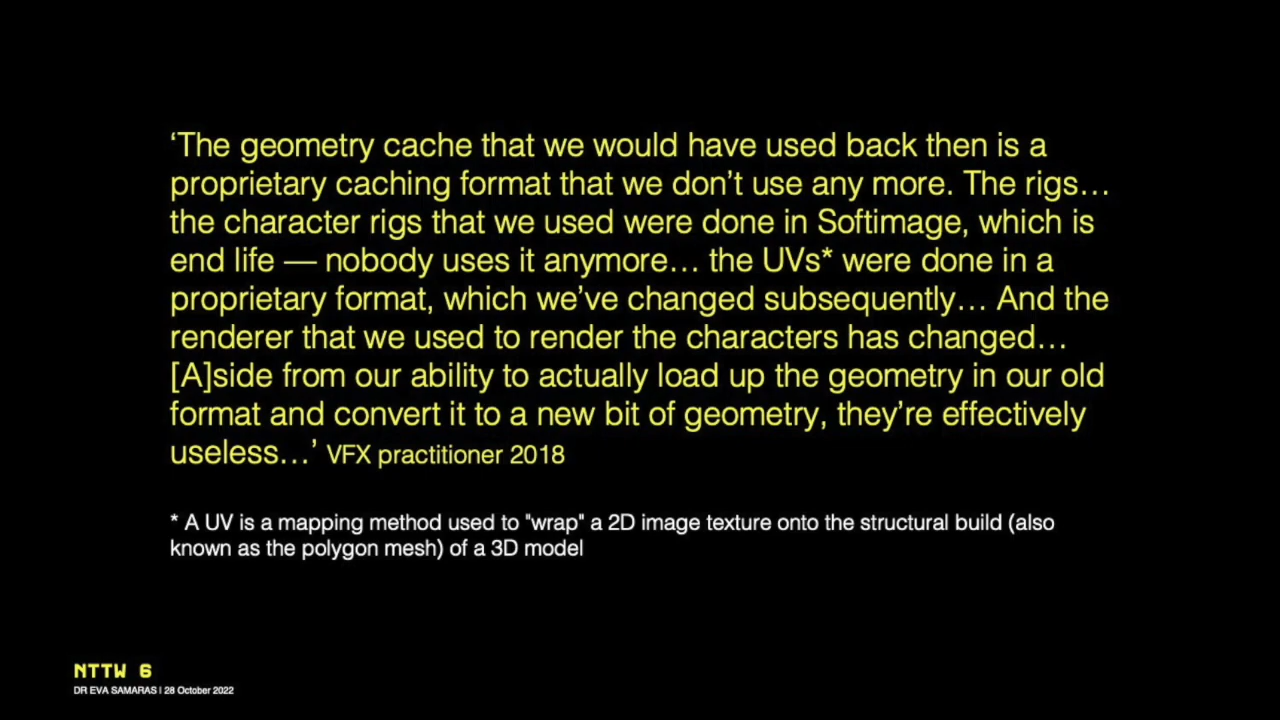 ‘The geometry cache that we would have used back then is a
proprietary caching format that we don’t use any more. The rigs…
the character rigs that we used were done in Softimage, which is
end life — nobody uses it anymore… the UVs* were done in a
proprietary format, which we’ve changed subsequently… And the
renderer that we used to render the characters has changed…
[A]side from our ability to actually load up the geometry in our old
format and convert it to a new bit of geometry, they’re effectively
useless…’ VFX practitioner 2018
* A UV is a mapping method used to "wrap" a 2D image texture onto the structural build (also
known as the polygon mesh) of a 3D model
NTTW 6
DR EVA SAMARAS | 28 October 2022